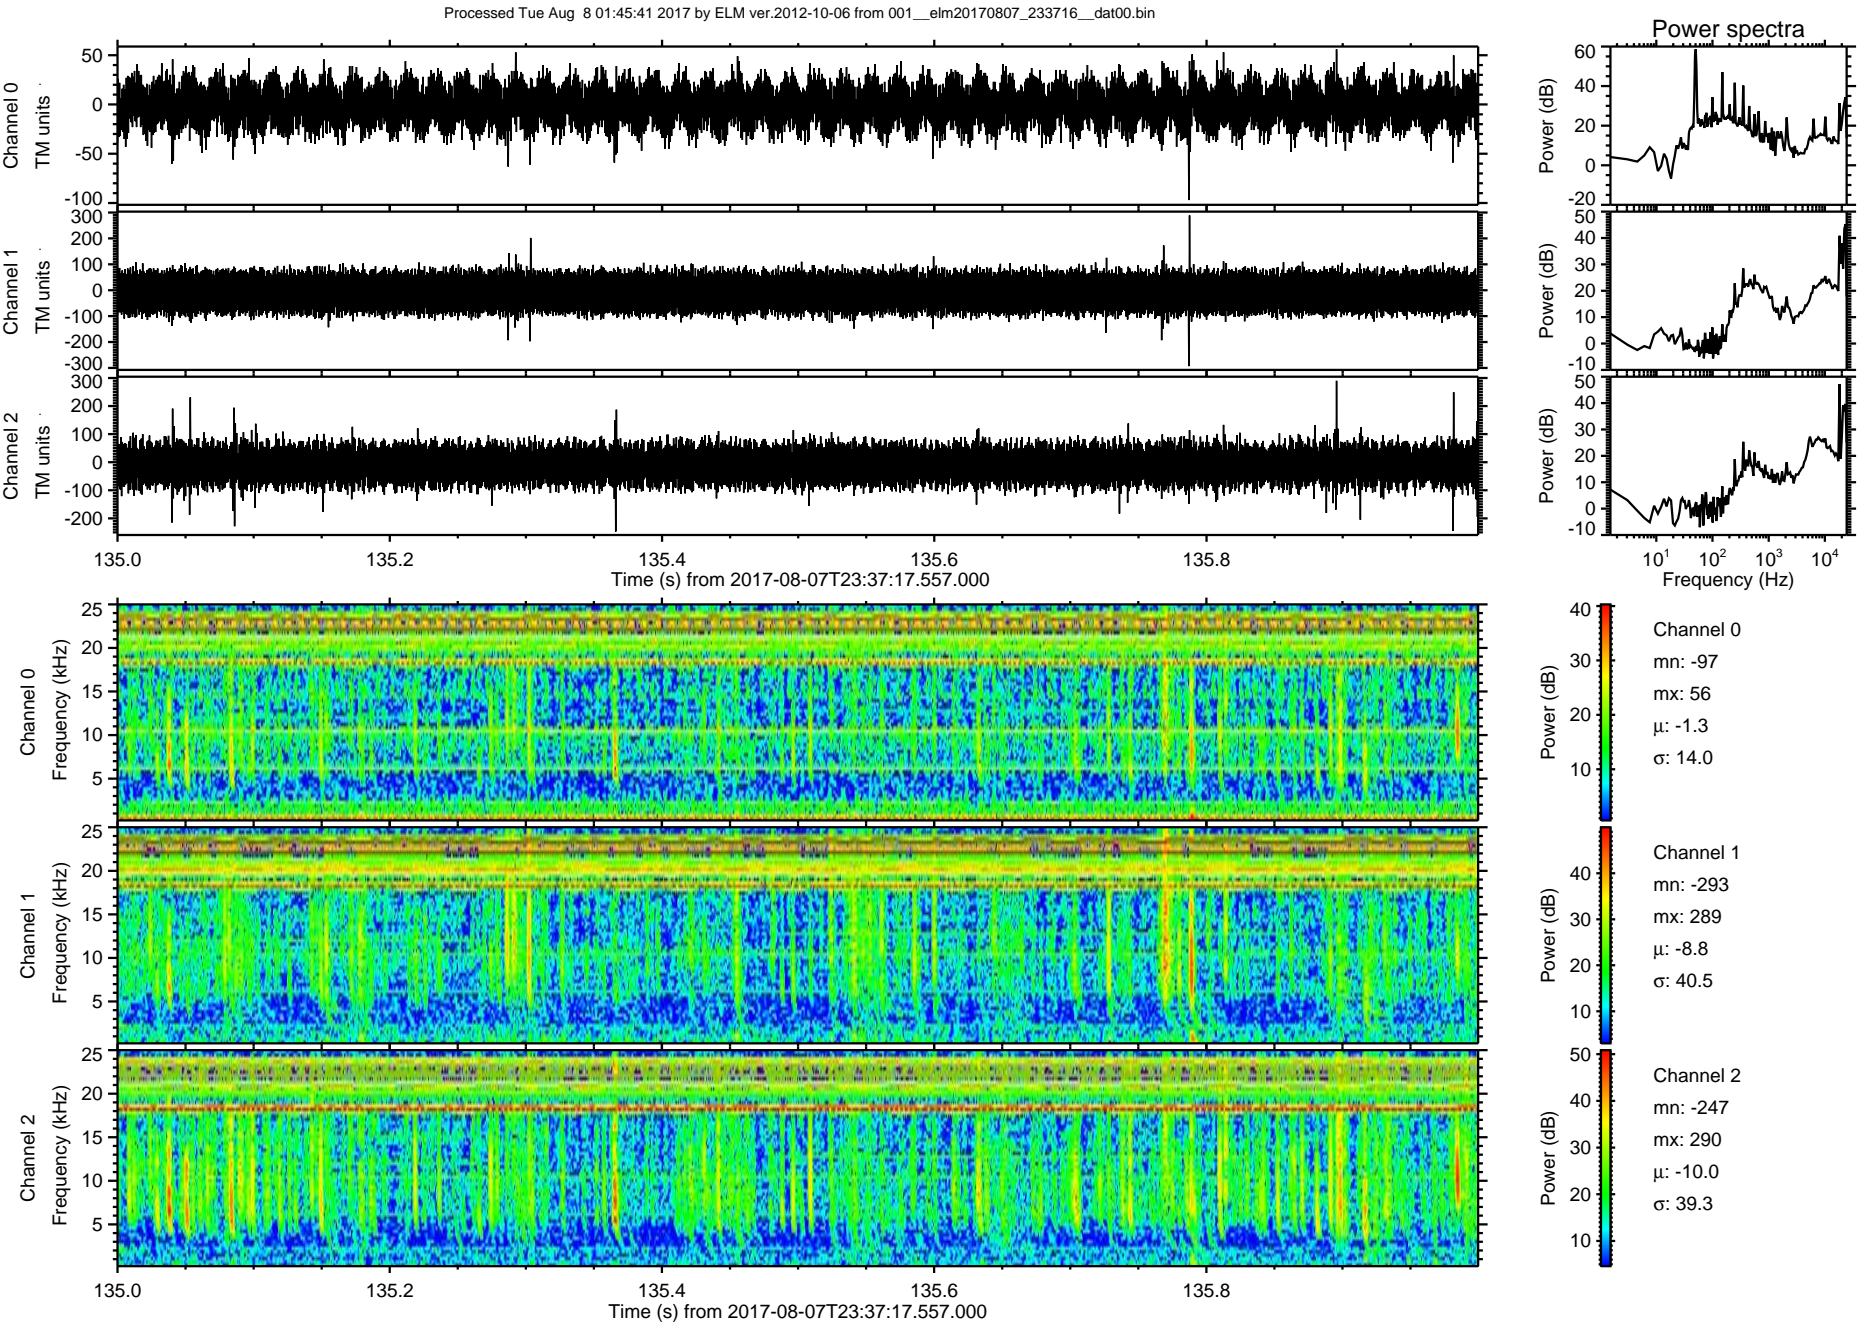 Processed Tue Aug  8 01:45:41 2017 by ELM ver.2012-10-06 from 001__elm20170807_233716__dat00.bin
Power spectra
Channel 0
TM units
50
0
-50
-100
Power (dB)
60
40
20
0
-20
Channel 1
TM units
300
200
100
0
-100
-200
-300
Power (dB)
50
40
30
20
10
0
-10
Channel 2
TM units
300
200
100
0
-100
-200
Power (dB)
50
40
30
20
10
0
-10
135.0 135.2 135.4 135.6 135.8
Time (s) from 2017-08-07T23:37:17.557.000
10¹ 10² 10³ 10⁴
Frequency (Hz)
Channel 0
Frequency (kHz)
25
20
15
10
5
Power (dB)
40
30
20
10
Channel 0
mn: -97
mx: 56
μ: -1.3
σ: 14.0
Channel 1
Frequency (kHz)
25
20
15
10
5
Power (dB)
40
30
20
10
Channel 1
mn: -293
mx: 289
μ: -8.8
σ: 40.5
Channel 2
Frequency (kHz)
25
20
15
10
5
Power (dB)
50
40
30
20
10
Channel 2
mn: -247
mx: 290
μ: -10.0
σ: 39.3
135.0 135.2 135.4 135.6 135.8
Time (s) from 2017-08-07T23:37:17.557.000